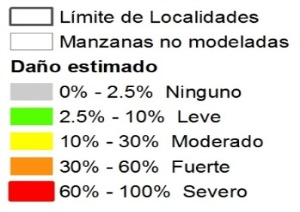 Límite de Localidades
Manzanas no modeladas
Daño estimado
0% - 2.5% Ninguno
2.5% - 10% Leve
10% - 30% Moderado
30% - 60% Fuerte
60% - 100% Severo